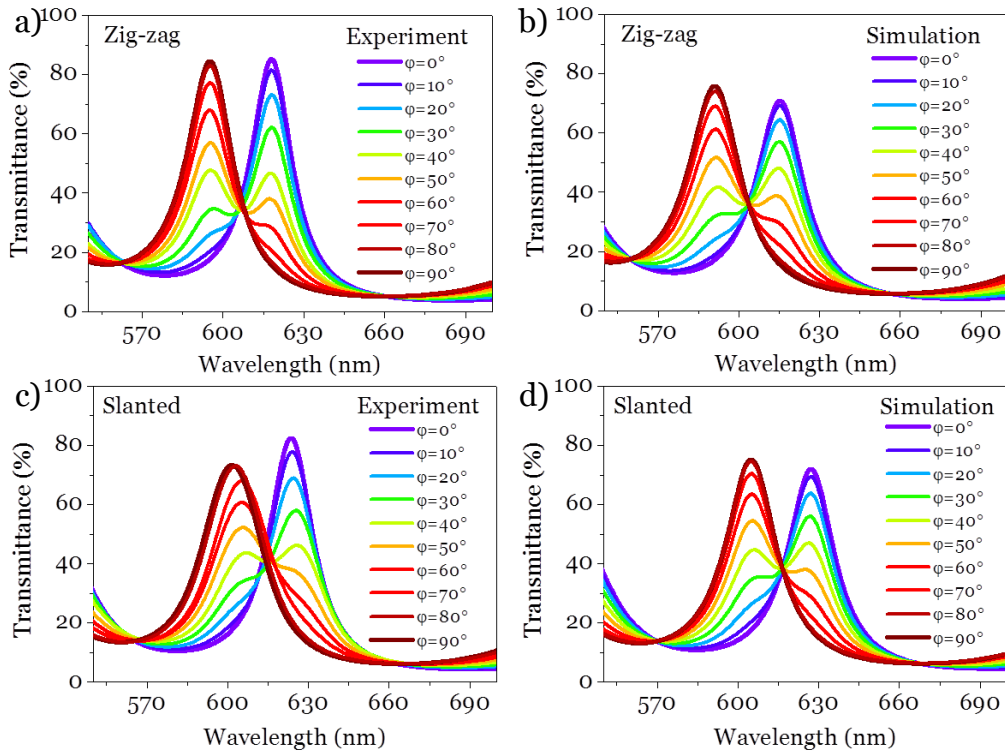 a)
Zig-zag
Experiment
φ=0°
φ=10°
φ=20°
φ=30°
φ=40°
φ=50°
φ=60°
φ=70°
φ=80°
φ=90°
Transmittance (%)
100
80
60
40
20
0
570 600 630 660 690
Wavelength (nm)
b)
Zig-zag
Simulation
φ=0°
φ=10°
φ=20°
φ=30°
φ=40°
φ=50°
φ=60°
φ=70°
φ=80°
φ=90°
Transmittance (%)
100
80
60
40
20
0
570 600 630 660 690
Wavelength (nm)
c)
Slanted
Experiment
φ=0°
φ=10°
φ=20°
φ=30°
φ=40°
φ=50°
φ=60°
φ=70°
φ=80°
φ=90°
Transmittance (%)
100
80
60
40
20
0
570 600 630 660 690
Wavelength (nm)
d)
Slanted
Simulation
φ=0°
φ=10°
φ=20°
φ=30°
φ=40°
φ=50°
φ=60°
φ=70°
φ=80°
φ=90°
Transmittance (%)
100
80
60
40
20
0
570 600 630 660 690
Wavelength (nm)